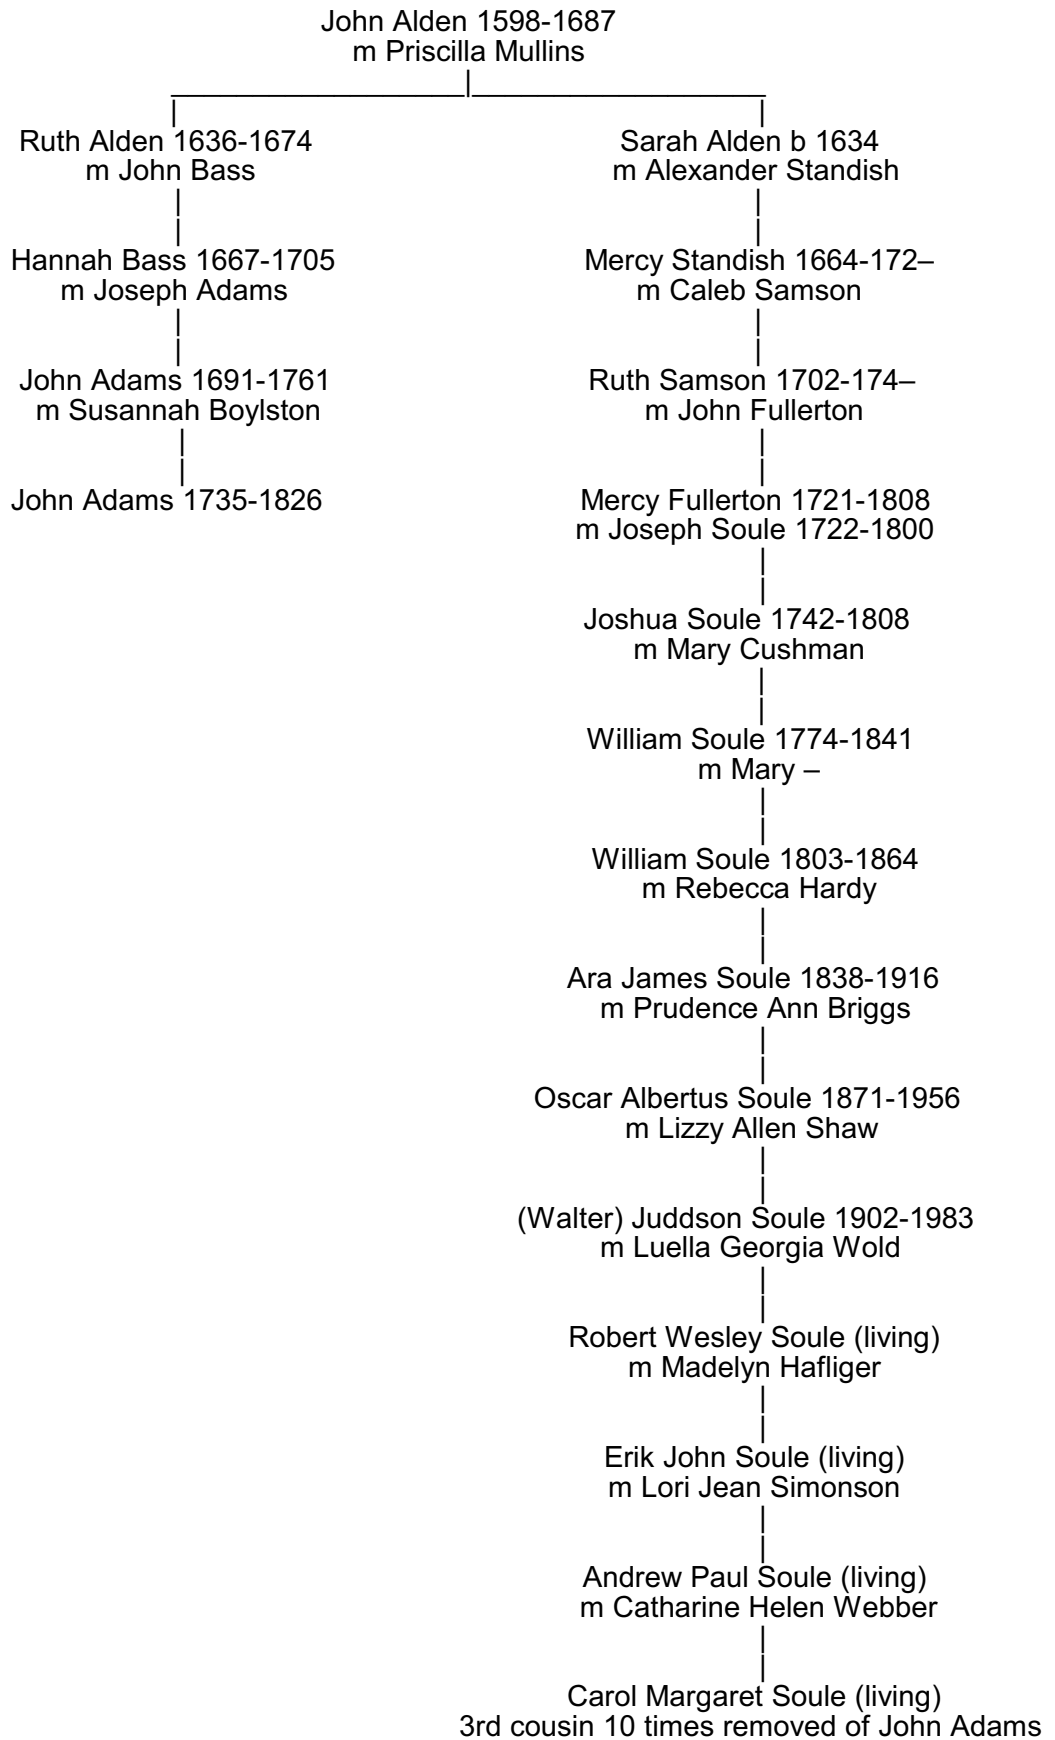 John Alden 1598-1687
m Priscilla Mullins
Ruth Alden 1636-1674
m John Bass
Hannah Bass 1667-1705
m Joseph Adams
John Adams 1691-1761
m Susannah Boylston
John Adams 1735-1826
Sarah Alden b 1634
m Alexander Standish
Mercy Standish 1664-172–
m Caleb Samson
Ruth Samson 1702-174–
m John Fullerton
Mercy Fullerton 1721-1808
m Joseph Soule 1722-1800
Joshua Soule 1742-1808
m Mary Cushman
William Soule 1774-1841
m Mary –
William Soule 1803-1864
m Rebecca Hardy
Ara James Soule 1838-1916
m Prudence Ann Briggs
Oscar Albertus Soule 1871-1956
m Lizzy Allen Shaw
(Walter) Juddson Soule 1902-1983
m Luella Georgia Wold
Robert Wesley Soule (living)
m Madelyn Hafliger
Erik John Soule (living)
m Lori Jean Simonson
Andrew Paul Soule (living)
m Catharine Helen Webber
Carol Margaret Soule (living)
3rd cousin 10 times removed of John Adams